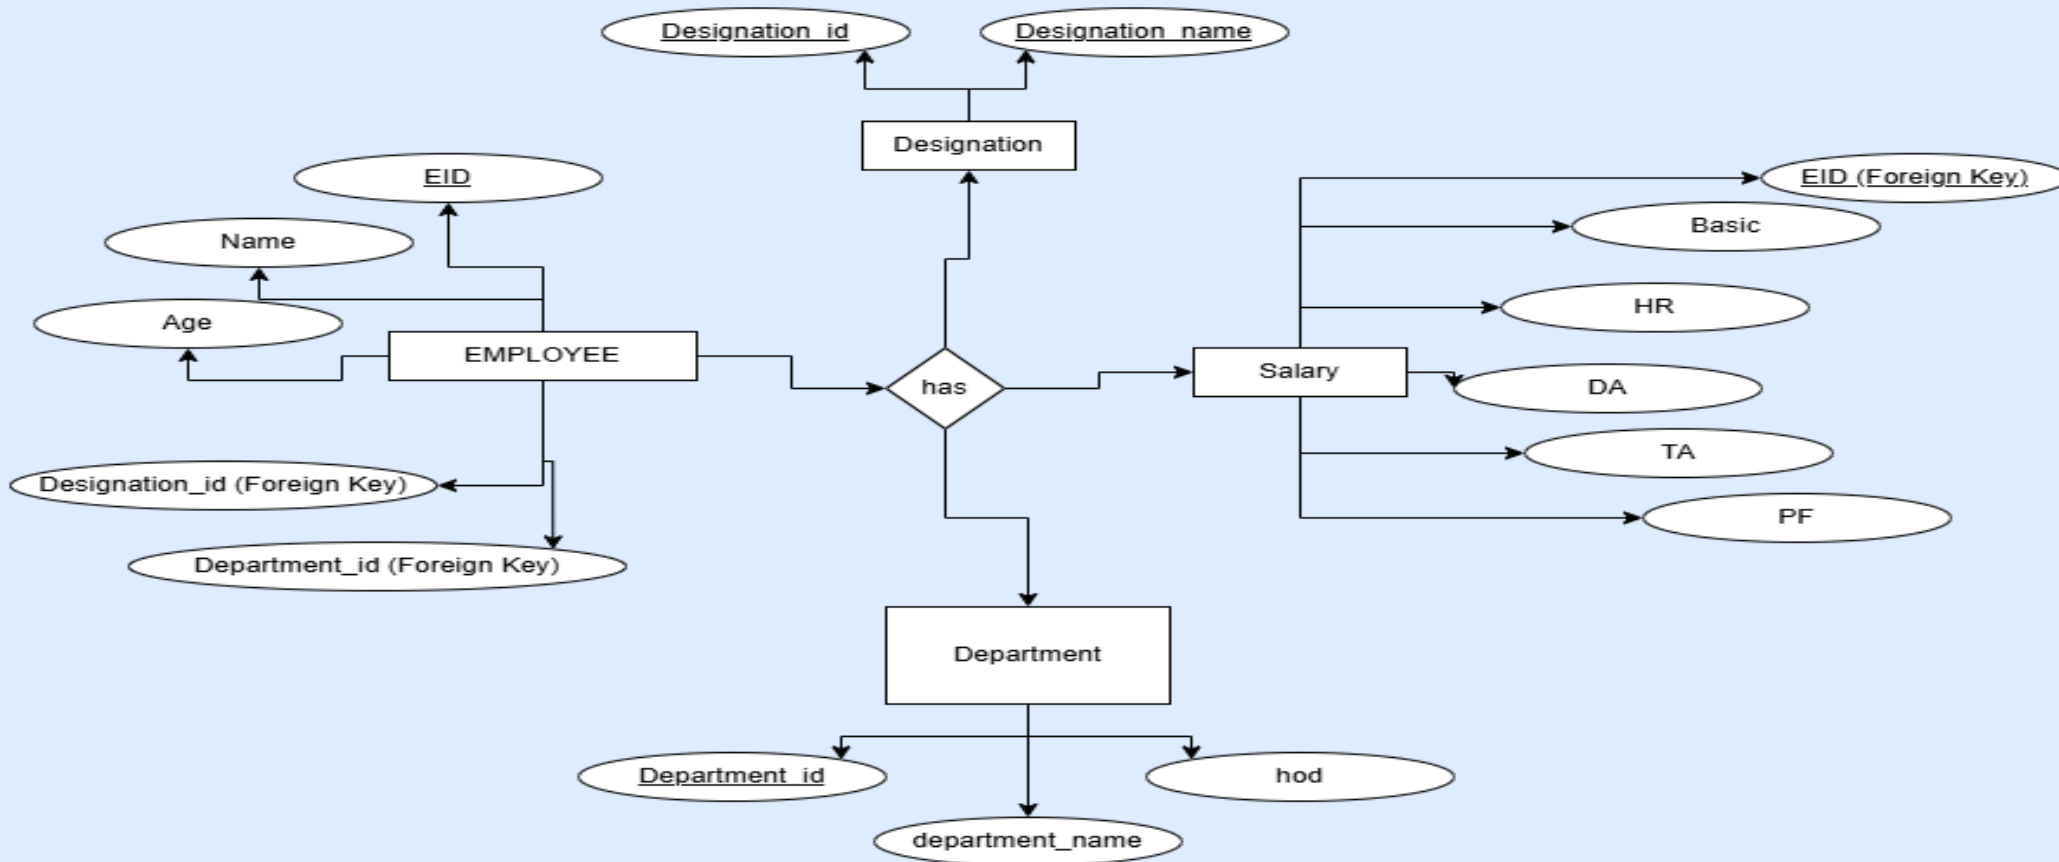 Designation_id
Designation_name
Designation
EID
EID (Foreign Key)
Name
Basic
Age
HR
EMPLOYEE
has
Salary
DA
TA
Designation_id (Foreign Key)
PF
Department_id (Foreign Key)
Department
Department_id
hod
department_name